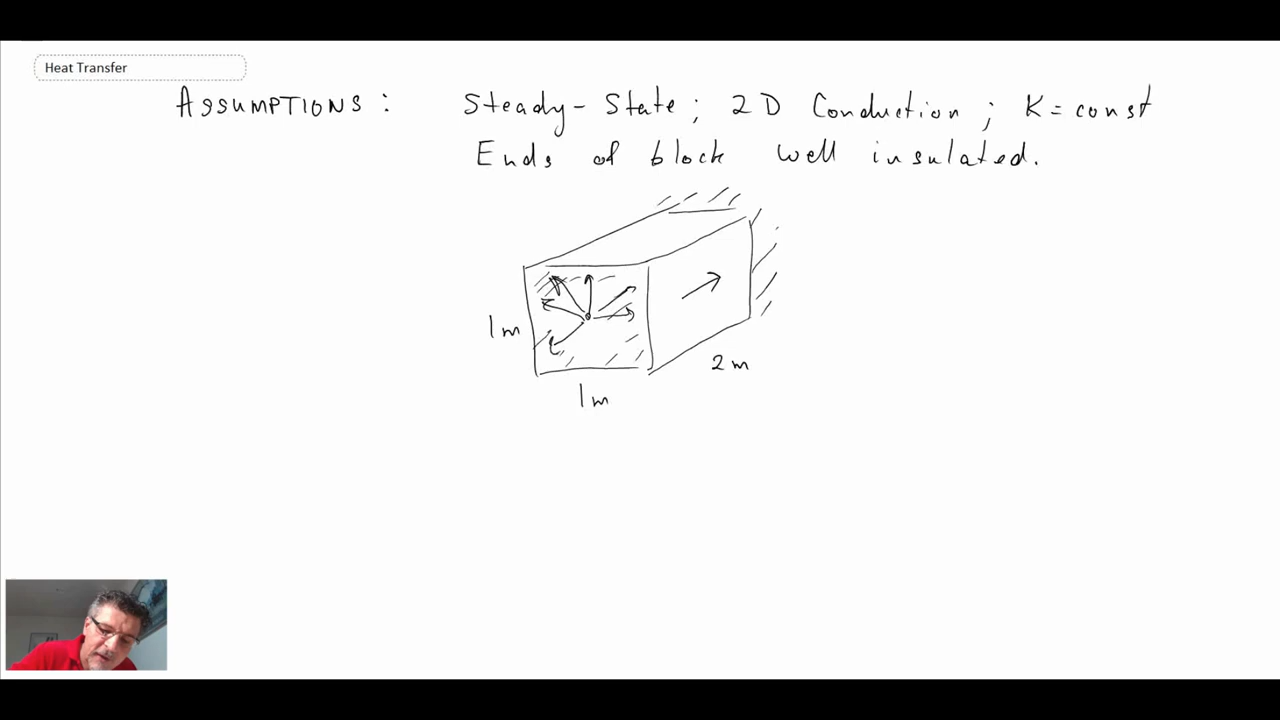 Heat Transfer
ASSUMPTIONS: Steady-State; 2D Conduction; K=const
Ends of block well insulated.
1m
2m
1m